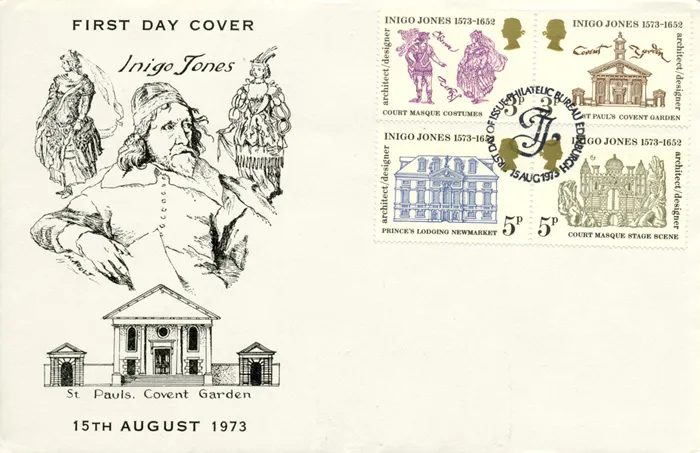 FIRST DAY COVER
Inigo Jones
St Pauls. Covent Garden
15TH AUGUST 1973
INIGO JONES 1573-1652
architect/designer
3P
COURT MASQUE COSTUMES
INIGO JONES 1573-1652
Covent Garden
architect/designer
3P
ST PAUL'S COVENT GARDEN
INIGO JONES 1573-1652
architect/designer
5P
PRINCE'S LODGING NEWMARKET
INIGO JONES 1573-1652
architect/designer
5P
COURT MASQUE STAGE SCENE
FIRST DAY OF ISSUE·PHILATELIC BUREAU EDINBURGH
IJ
15 AUG 1973